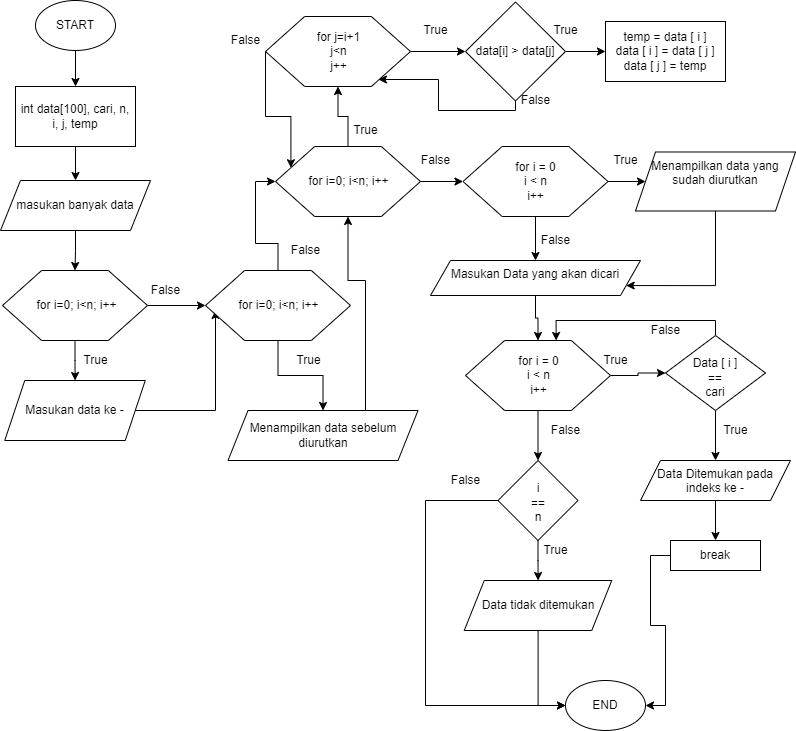 START
int data[100], cari, n,
i, j, temp
masukan banyak data
for i=0; i<n; i++
False
True
Masukan data ke -
for i=0; i<n; i++
False
True
Menampilkan data sebelum
diurutkan
for i=0; i<n; i++
True
False
for j=i+1
j<n
j++
False
True
data[i] > data[j]
True
False
temp = data [ i ]
data [ i ] = data [ j ]
data [ j ] = temp
for i = 0
i < n
i++
True
False
Menampilkan data yang
sudah diurutkan
Masukan Data yang akan dicari
for i = 0
i < n
i++
True
False
Data [ i ]
==
cari
False
True
Data Ditemukan pada
indeks ke -
break
i
==
n
False
True
Data tidak ditemukan
END